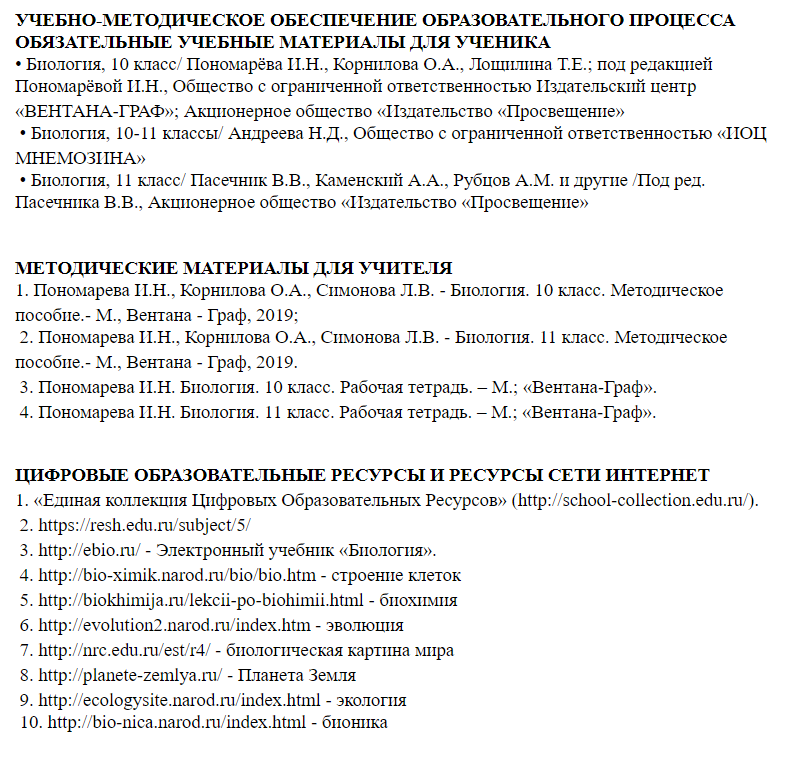 УЧЕБНО-МЕТОДИЧЕСКОЕ ОБЕСПЕЧЕНИЕ ОБРАЗОВАТЕЛЬНОГО ПРОЦЕССА
ОБЯЗАТЕЛЬНЫЕ УЧЕБНЫЕ МАТЕРИАЛЫ ДЛЯ УЧЕНИКА
• Биология, 10 класс/ Пономарёва И.Н., Корнилова О.А., Лощилина Т.Е.; под редакцией
Пономарёвой И.Н., Общество с ограниченной ответственностью Издательский центр
«ВЕНТАНА-ГРАФ»; Акционерное общество «Издательство «Просвещение»
• Биология, 10-11 классы/ Андреева Н.Д., Общество с ограниченной ответственностью «ИОЦ
МНЕМОЗИНА»
• Биология, 11 класс/ Пасечник В.В., Каменский А.А., Рубцов А.М. и другие /Под ред.
Пасечника В.В., Акционерное общество «Издательство «Просвещение»
МЕТОДИЧЕСКИЕ МАТЕРИАЛЫ ДЛЯ УЧИТЕЛЯ
1. Пономарева И.Н., Корнилова О.А., Симонова Л.В. - Биология. 10 класс. Методическое
пособие.- М., Вентана - Граф, 2019;
2. Пономарева И.Н., Корнилова О.А., Симонова Л.В. - Биология. 11 класс. Методическое
пособие.- М., Вентана - Граф, 2019.
3. Пономарева И.Н. Биология. 10 класс. Рабочая тетрадь. – М.; «Вентана-Граф».
4. Пономарева И.Н. Биология. 11 класс. Рабочая тетрадь. – М.; «Вентана-Граф».
ЦИФРОВЫЕ ОБРАЗОВАТЕЛЬНЫЕ РЕСУРСЫ И РЕСУРСЫ СЕТИ ИНТЕРНЕТ
1. «Единая коллекция Цифровых Образовательных Ресурсов» (http://school-collection.edu.ru/).
2. https://resh.edu.ru/subject/5/
3. http://ebio.ru/ - Электронный учебник «Биология».
4. http://bio-ximik.narod.ru/bio/bio.htm - строение клеток
5. http://biokhimija.ru/lekcii-po-biohimii.html - биохимия
6. http://evolution2.narod.ru/index.htm - эволюция
7. http://nrc.edu.ru/est/r4/ - биологическая картина мира
8. http://planete-zemlya.ru/ - Планета Земля
9. http://ecologysite.narod.ru/index.html - экология
10. http://bio-nica.narod.ru/index.html - бионика